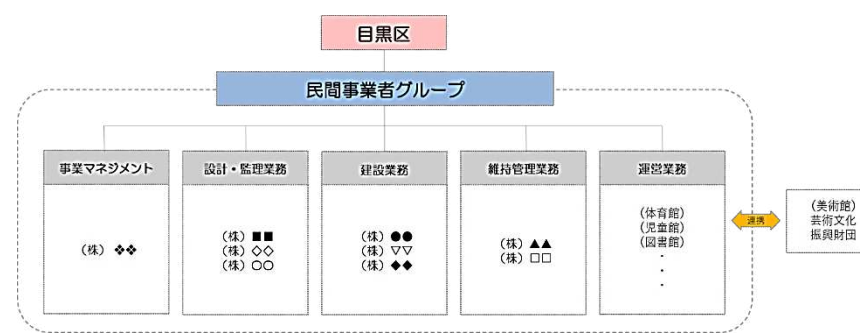 目黒区
民間事業者グループ
事業マネジメント
(株) ❖❖
設計・監理業務
(株) ■■
(株) ◇◇
(株) ○○
建設業務
(株) ●●
(株) ▽▽
(株) ◆◆
維持管理業務
(株) ▲▲
(株) □□
運営業務
(体育館)
(児童館)
(図書館)
・
・
・
連携
(美術館)
芸術文化
振興財団